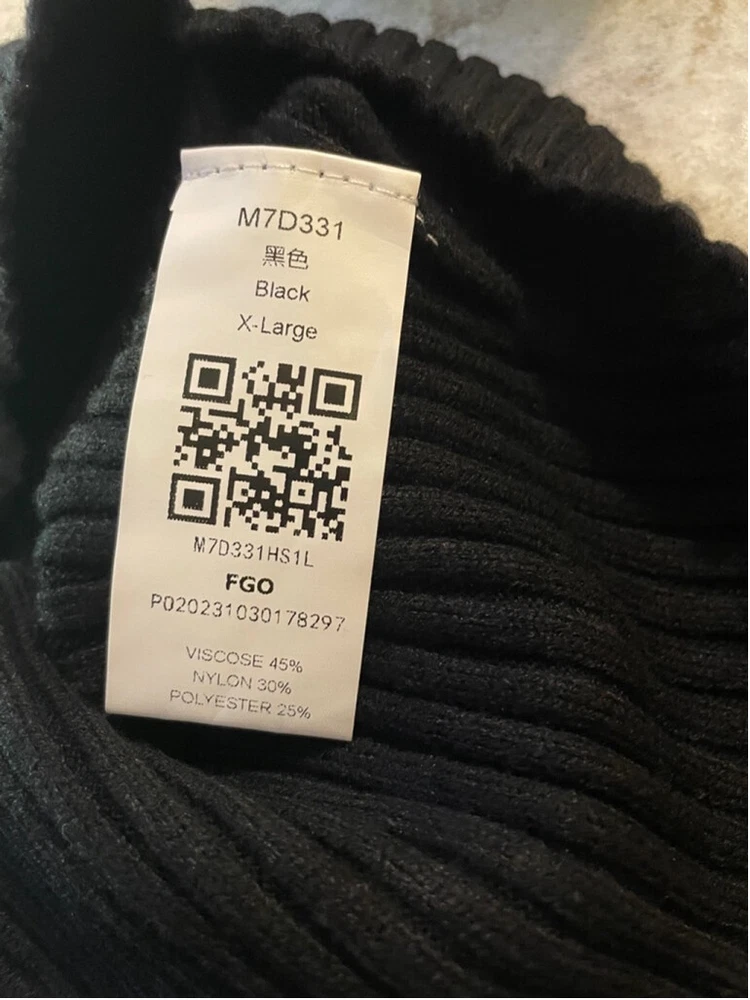 M7D331
黑色
Black
X-Large
M7D331HS1L
FGO
P020231030178297
VISCOSE 45%
NYLON 30%
POLYESTER 25%